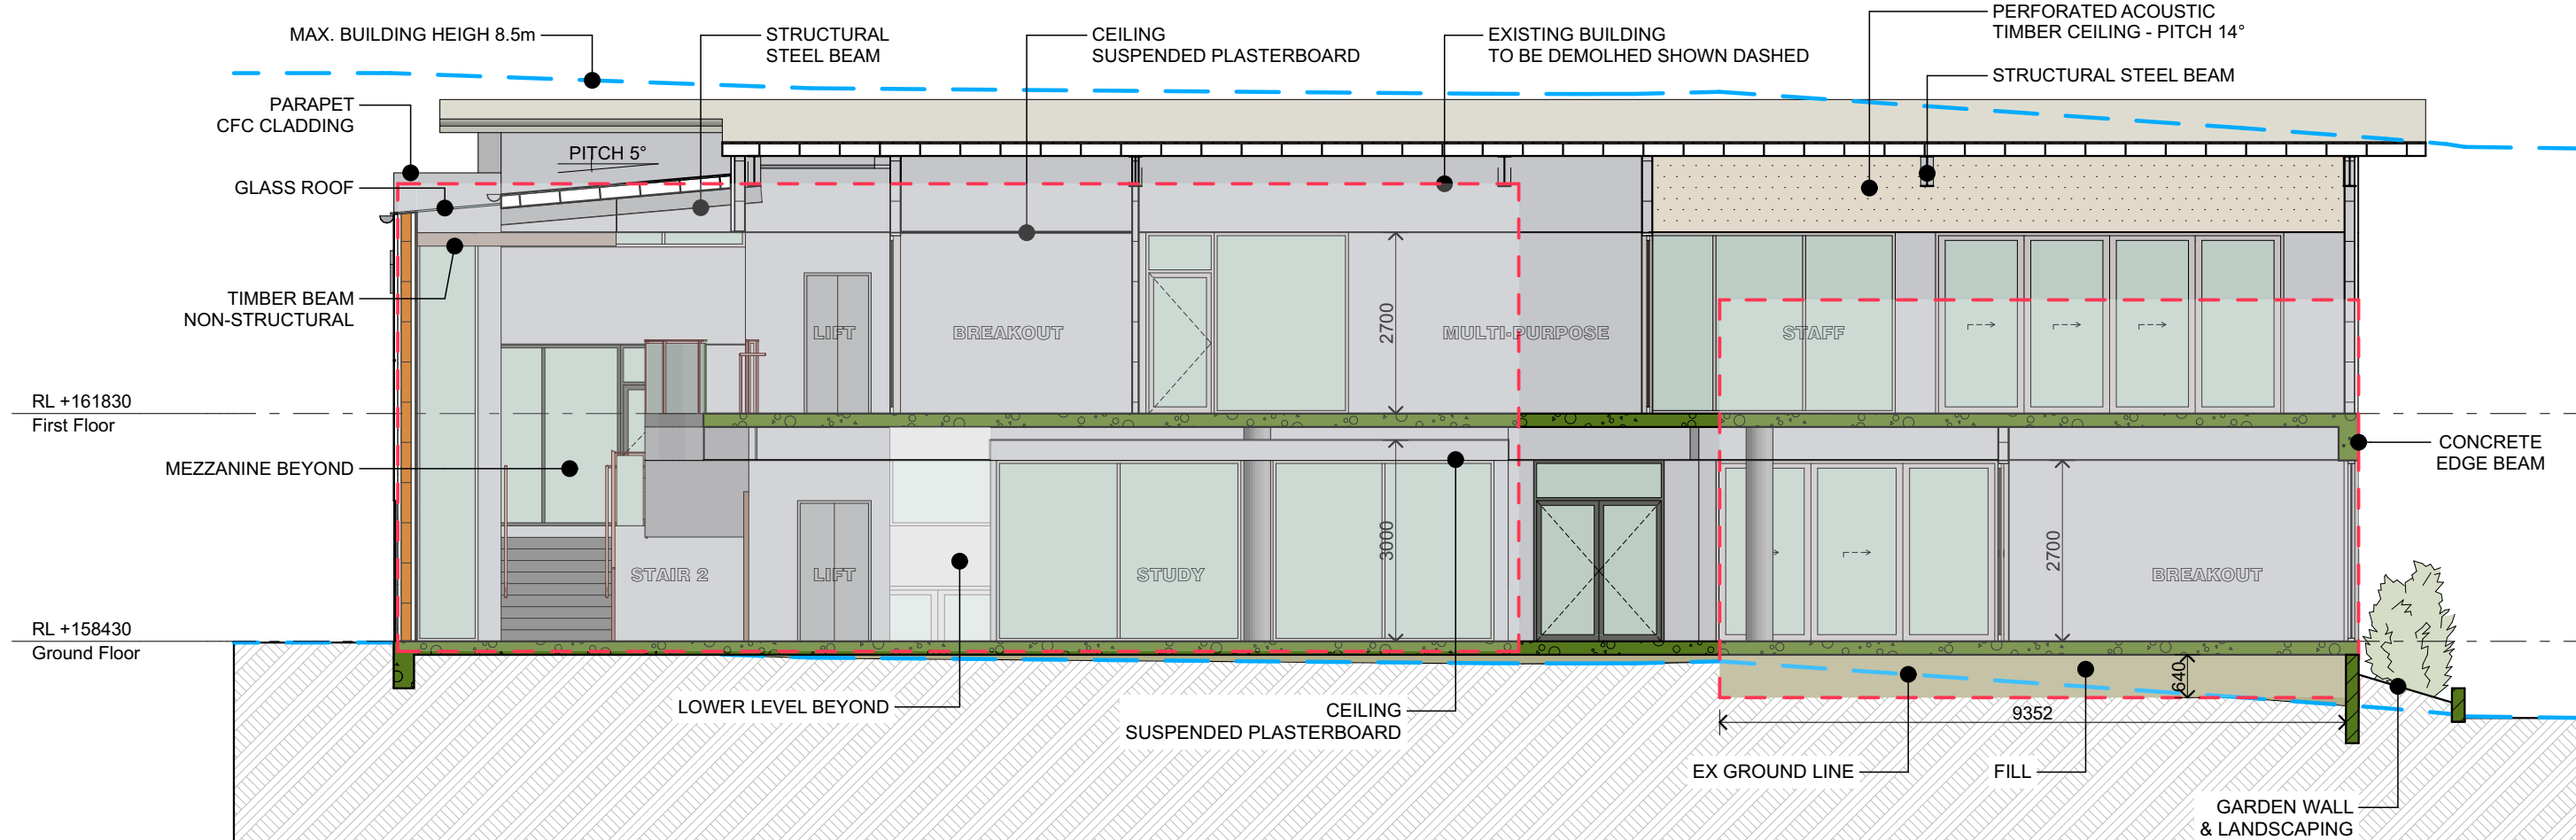 MAX. BUILDING HEIGH 8.5m
STRUCTURAL
STEEL BEAM
CEILING
SUSPENDED PLASTERBOARD
EXISTING BUILDING
TO BE DEMOLHED SHOWN DASHED
PERFORATED ACOUSTIC
TIMBER CEILING - PITCH 14°
STRUCTURAL STEEL BEAM
PARAPET
CFC CLADDING
PITCH 5°
GLASS ROOF
TIMBER BEAM
NON-STRUCTURAL
LIFT
BREAKOUT
2700
MULTI-PURPOSE
STAFF
RL +161830
First Floor
MEZZANINE BEYOND
CONCRETE
EDGE BEAM
STAIR 2
LIFT
STUDY
3000
2700
BREAKOUT
RL +158430
Ground Floor
640
LOWER LEVEL BEYOND
CEILING
SUSPENDED PLASTERBOARD
9352
EX GROUND LINE
FILL
GARDEN WALL
& LANDSCAPING